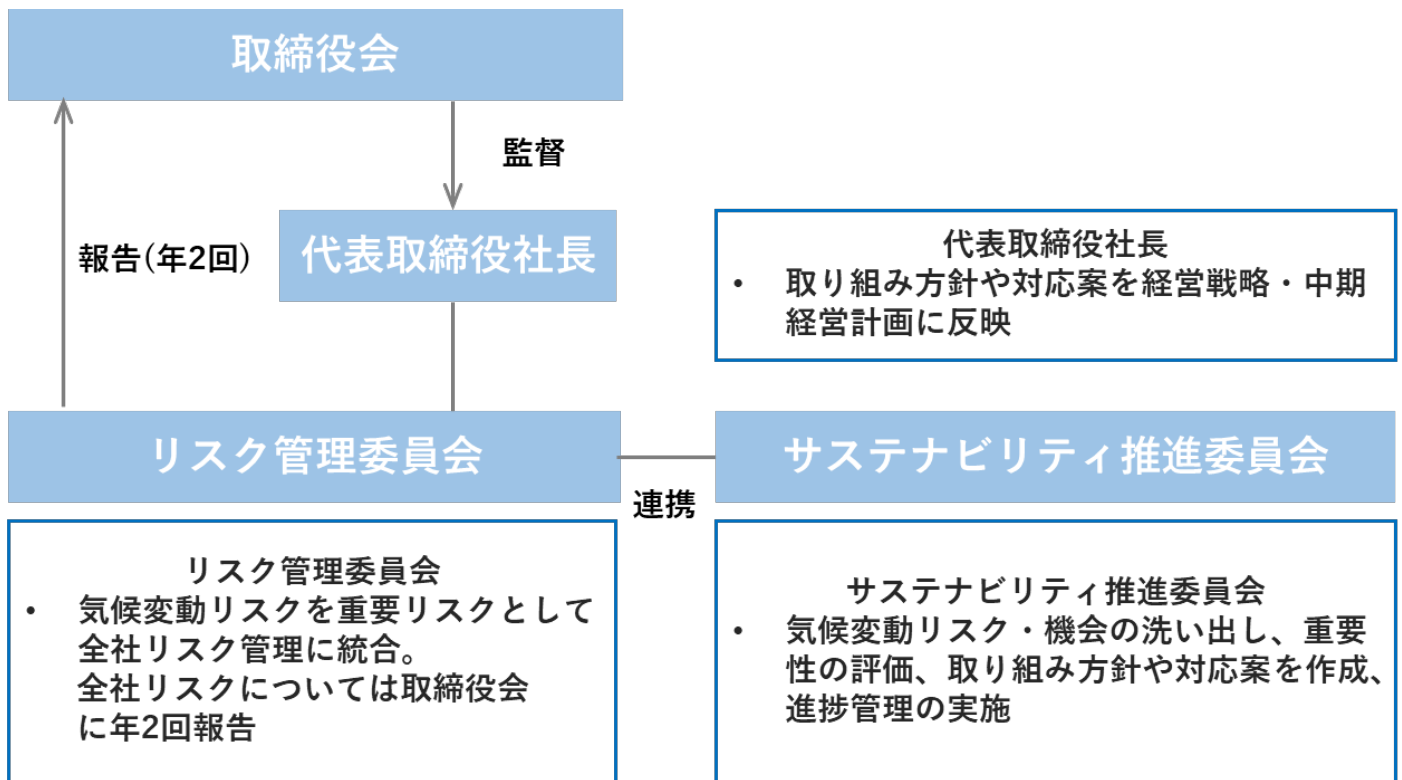 取締役会
監督
報告(年2回)
代表取締役社長
代表取締役社長
• 取り組み方針や対応案を経営戦略・中期
経営計画に反映
リスク管理委員会
連携
サステナビリティ推進委員会
リスク管理委員会
• 気候変動リスクを重要リスクとして
全社リスク管理に統合。
全社リスクについては取締役会
に年2回報告
サステナビリティ推進委員会
• 気候変動リスク・機会の洗い出し、重要
性の評価、取り組み方針や対応案を作成、
進捗管理の実施